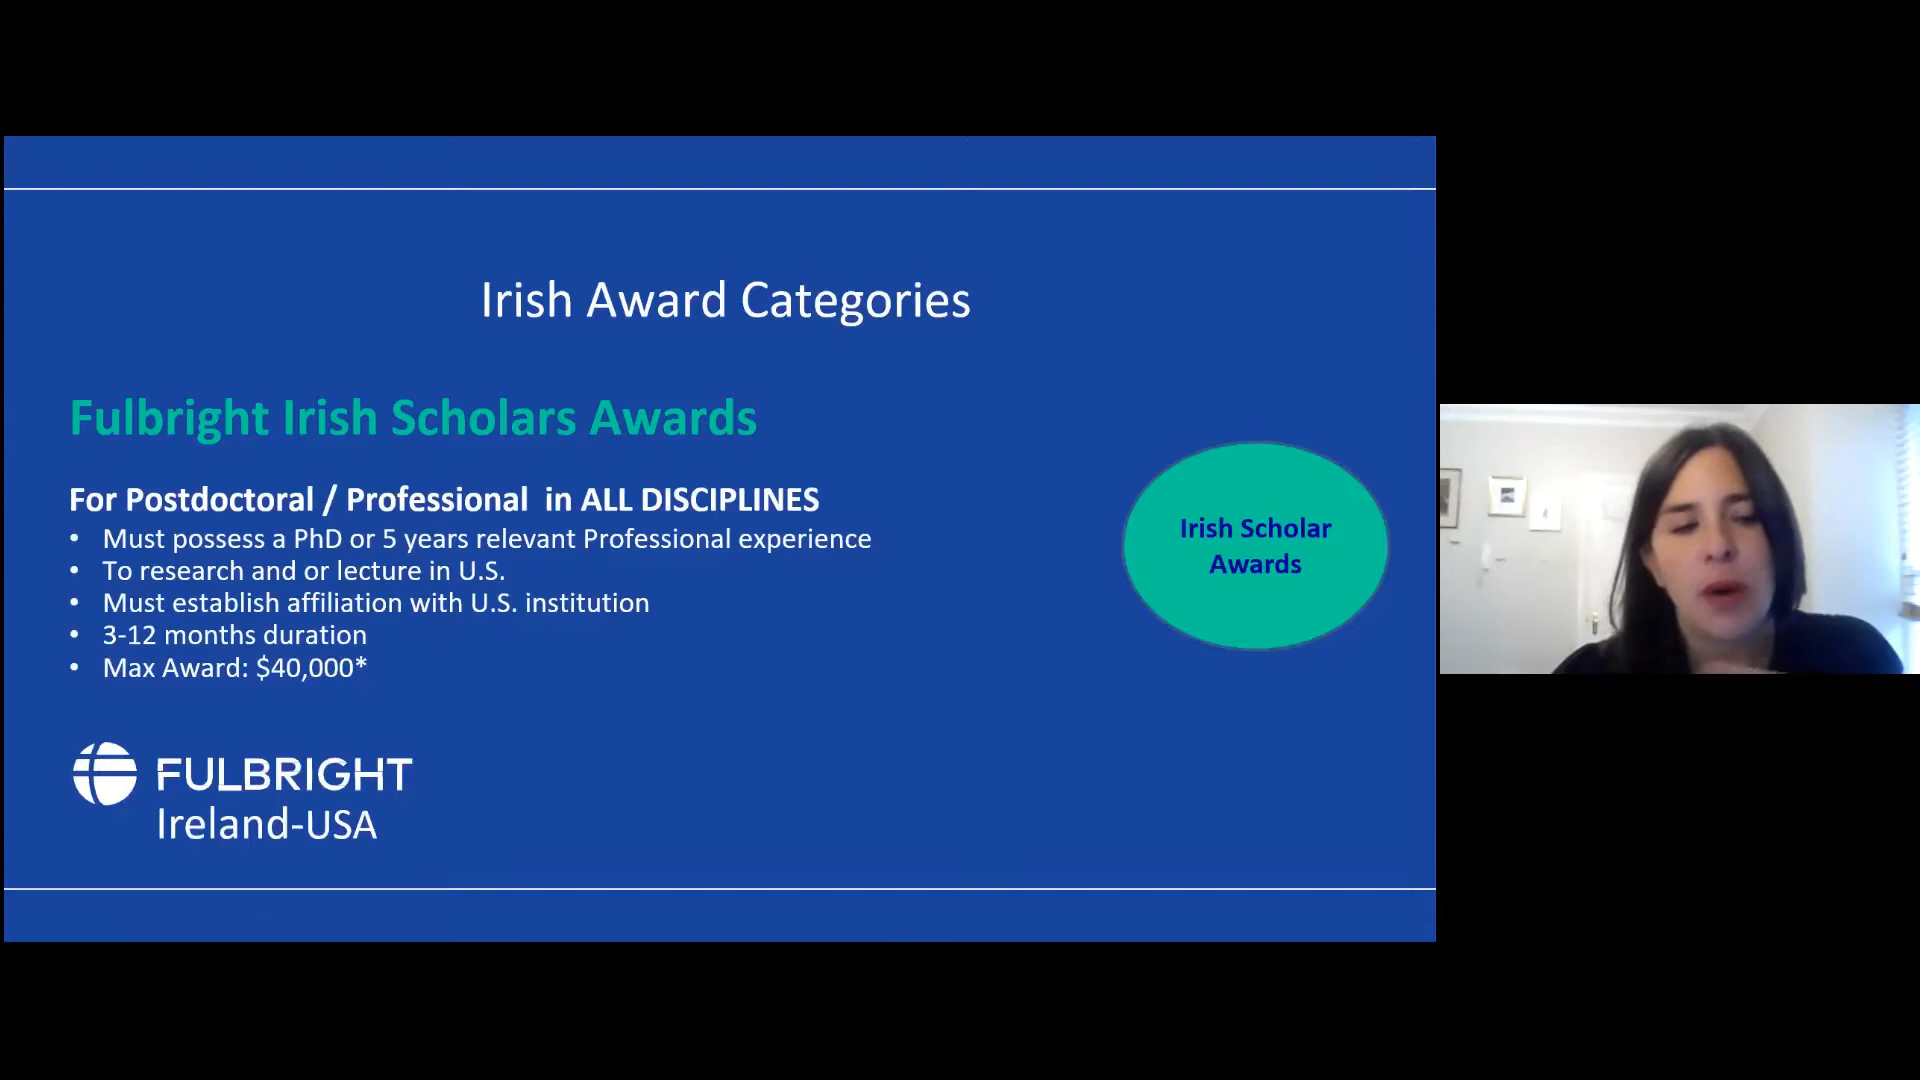 Irish Award Categories
Fulbright Irish Scholars Awards
For Postdoctoral / Professional in ALL DISCIPLINES
• Must possess a PhD or 5 years relevant Professional experience
• To research and or lecture in U.S.
• Must establish affiliation with U.S. institution
• 3-12 months duration
• Max Award: $40,000*
Irish Scholar
Awards
FULBRIGHT
Ireland-USA